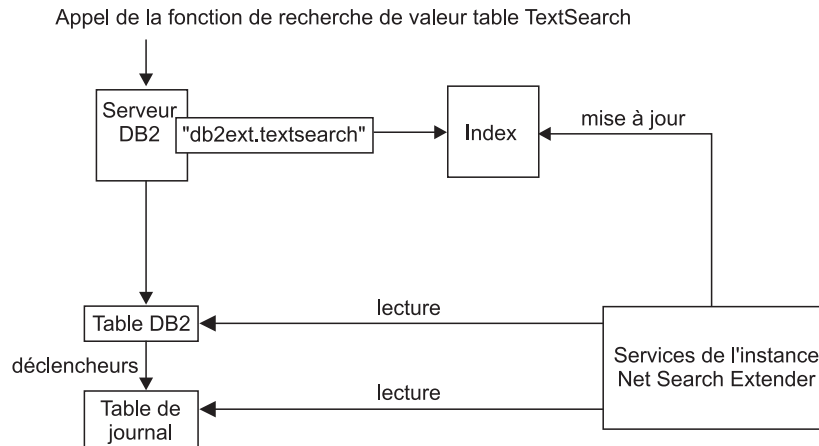 Appel de la fonction de recherche de valeur table TextSearch
Serveur
DB2
"db2ext.textsearch"
Index
mise à jour
Table DB2
lecture
déclencheurs
Services de l'instance
Net Search Extender
Table de
journal
lecture